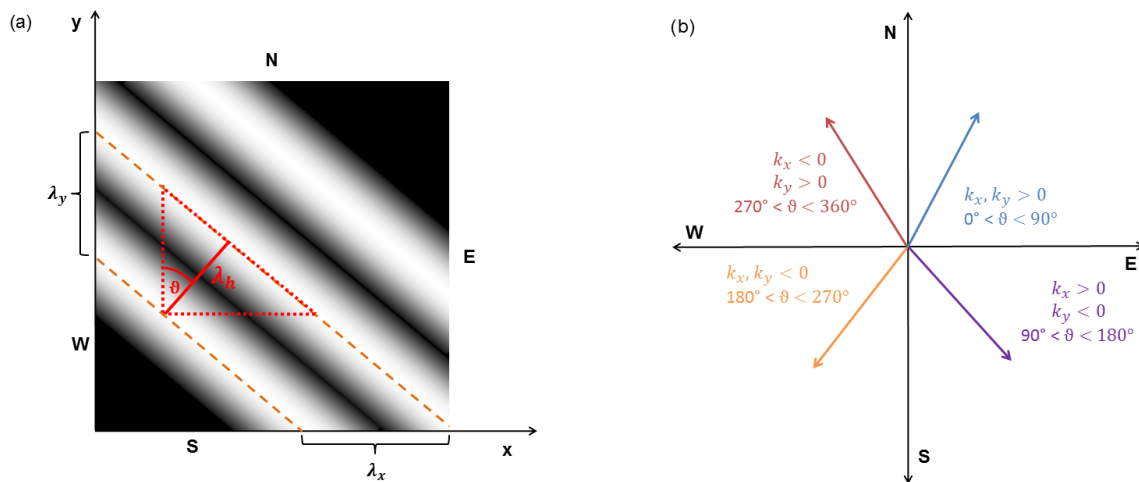 (a)
y
N
λy
λh
ϑ
E
W
S
x
λx
(b)
N
kx < 0
ky > 0
270° < ϑ < 360°
kx, ky > 0
0° < ϑ < 90°
W
E
kx, ky < 0
180° < ϑ < 270°
kx > 0
ky < 0
90° < ϑ < 180°
S